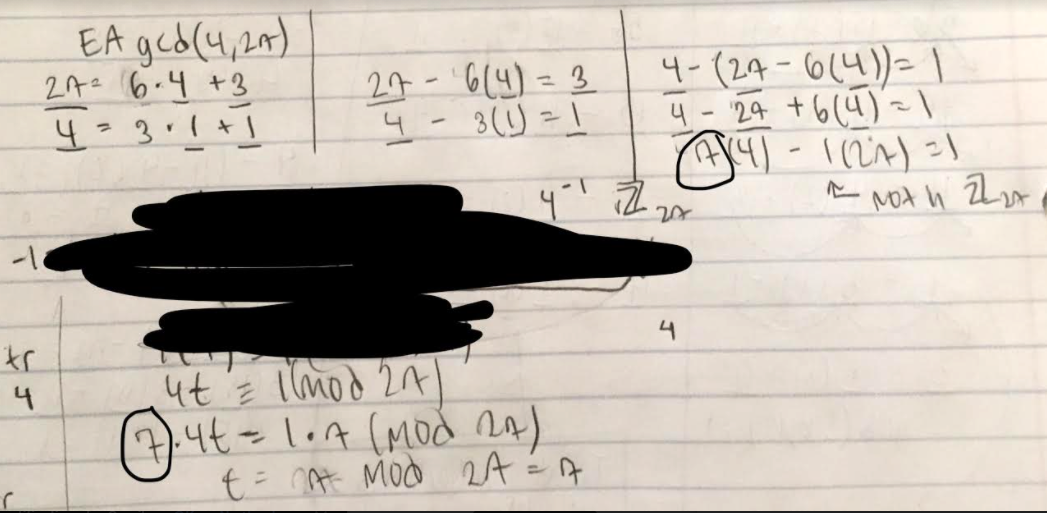 EA gcd(4,27)
27 = 6·4 + 3
4 = 3·1 + 1
27 - 6(4) = 3
4 - 3(1) = 1
4 - (27 - 6(4)) = 1
4 - 27 + 6(4) = 1
7(4) - 1(27) = 1
4⁻¹ ℤ₂₇
not in ℤ₂₇
-1
4
tr
4
4t ≡ 1(mod 27)
7·4t = 1·7 (mod 27)
t = 7 mod 27 = 7
r